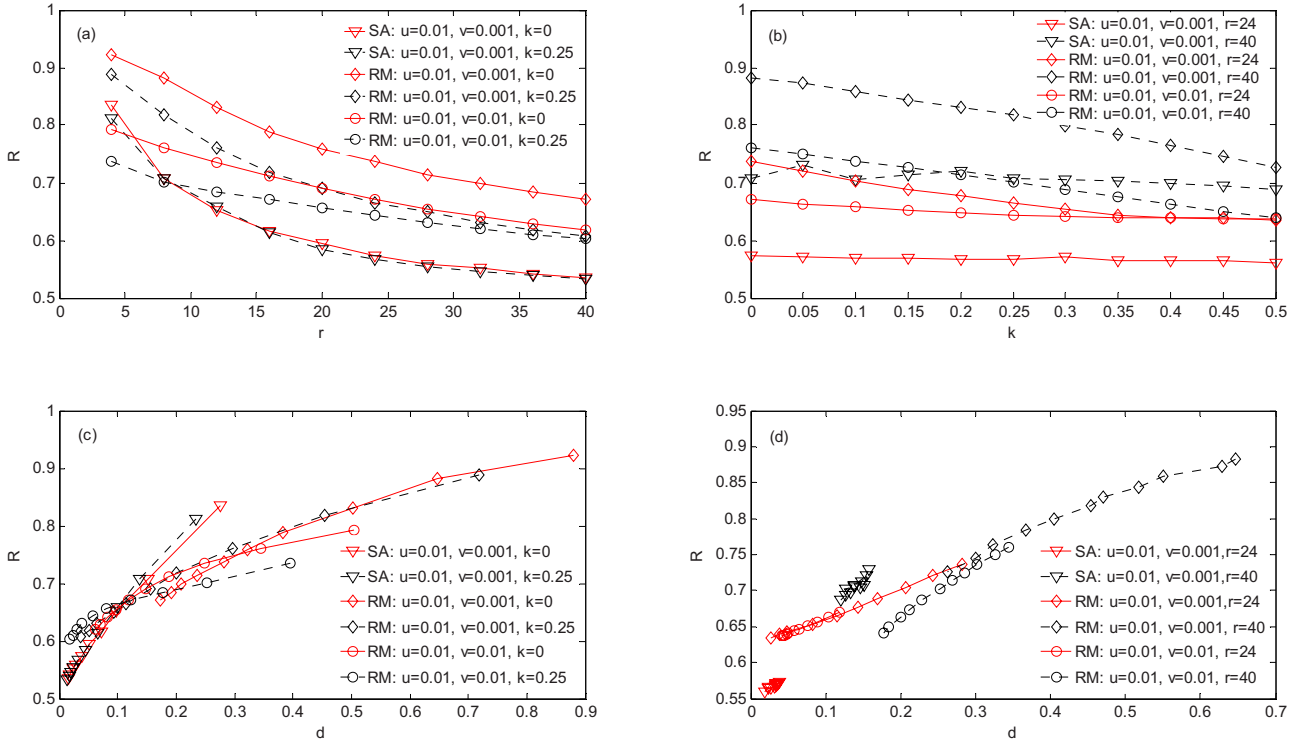 (a)
SA: u=0.01, v=0.001, k=0
SA: u=0.01, v=0.001, k=0.25
RM: u=0.01, v=0.001, k=0
RM: u=0.01, v=0.001, k=0.25
RM: u=0.01, v=0.01, k=0
RM: u=0.01, v=0.01, k=0.25
1
0.9
0.8
0.7
0.6
0.5
R
0 5 10 15 20 25 30 35 40
r
(b)
SA: u=0.01, v=0.001, r=24
SA: u=0.01, v=0.001, r=40
RM: u=0.01, v=0.001, r=24
RM: u=0.01, v=0.001, r=40
RM: u=0.01, v=0.01, r=24
RM: u=0.01, v=0.01, r=40
1
0.9
0.8
0.7
0.6
0.5
R
0 0.05 0.1 0.15 0.2 0.25 0.3 0.35 0.4 0.45 0.5
k
(c)
SA: u=0.01, v=0.001, k=0
SA: u=0.01, v=0.001, k=0.25
RM: u=0.01, v=0.001, k=0
RM: u=0.01, v=0.001, k=0.25
RM: u=0.01, v=0.01, k=0
RM: u=0.01, v=0.01, k=0.25
1
0.9
0.8
0.7
0.6
0.5
R
0 0.1 0.2 0.3 0.4 0.5 0.6 0.7 0.8 0.9
d
(d)
SA: u=0.01, v=0.001,r=24
SA: u=0.01, v=0.001,r=40
RM: u=0.01, v=0.001,r=24
RM: u=0.01, v=0.001, r=40
RM: u=0.01, v=0.01, r=24
RM: u=0.01, v=0.01, r=40
0.95
0.9
0.85
0.8
0.75
0.7
0.65
0.6
0.55
R
0 0.1 0.2 0.3 0.4 0.5 0.6 0.7
d